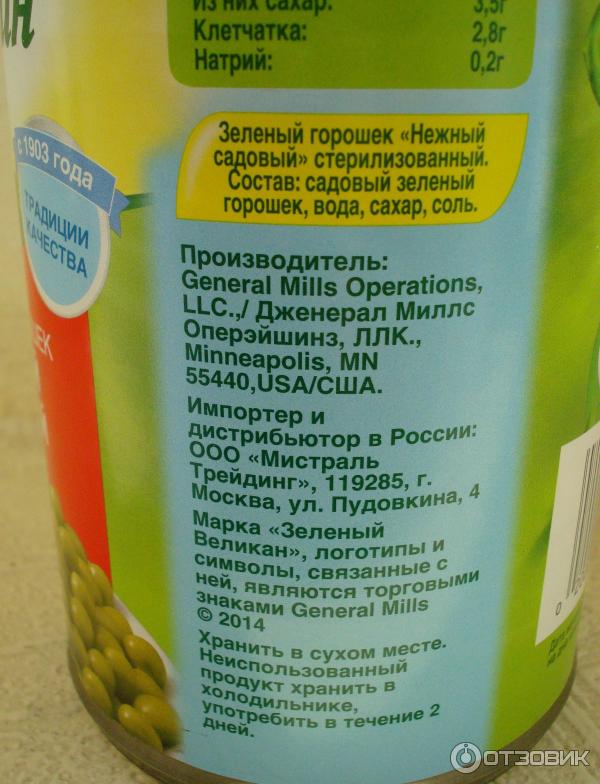 Из них сахар: 3,5г
Клетчатка: 2,8г
Натрий: 0,2г
с 1903 года
ТРАДИЦИИ
КАЧЕСТВА
Зеленый горошек «Нежный
садовый» стерилизованный.
Состав: садовый зеленый
горошек, вода, сахар, соль.
Производитель:
General Mills Operations,
LLC.,/ Дженерал Миллс
Оперэйшинз, ЛЛК.,
Minneapolis, MN
55440,USA/США.
Импортер и
дистрибьютор в России:
ООО «Мистраль
Трейдинг», 119285, г.
Москва, ул. Пудовкина, 4
Марка «Зеленый
Великан», логотипы и
символы, связанные с
ней, являются торговыми
знаками General Mills
© 2014
Хранить в сухом месте.
Неиспользованный
продукт хранить в
холодильнике,
употребить в течение 2
дней.
ОТЗОВИК